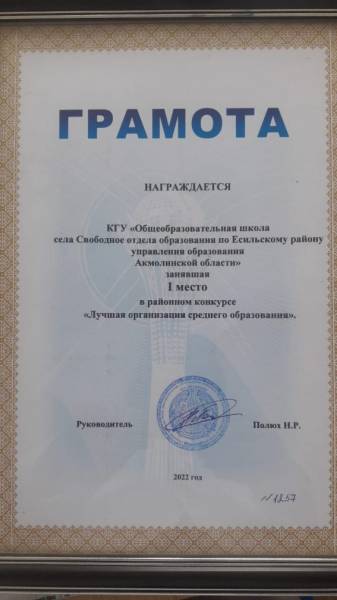 ГРАМОТА
НАГРАЖДАЕТСЯ
КГУ «Общеобразовательная школа
села Свободное отдела образования по Есильскому району
управления образования
Акмолинской области»
занявшая
I место
в районном конкурсе
«Лучшая организация среднего образования».
Руководитель Полюх Н.Р.
2022 год